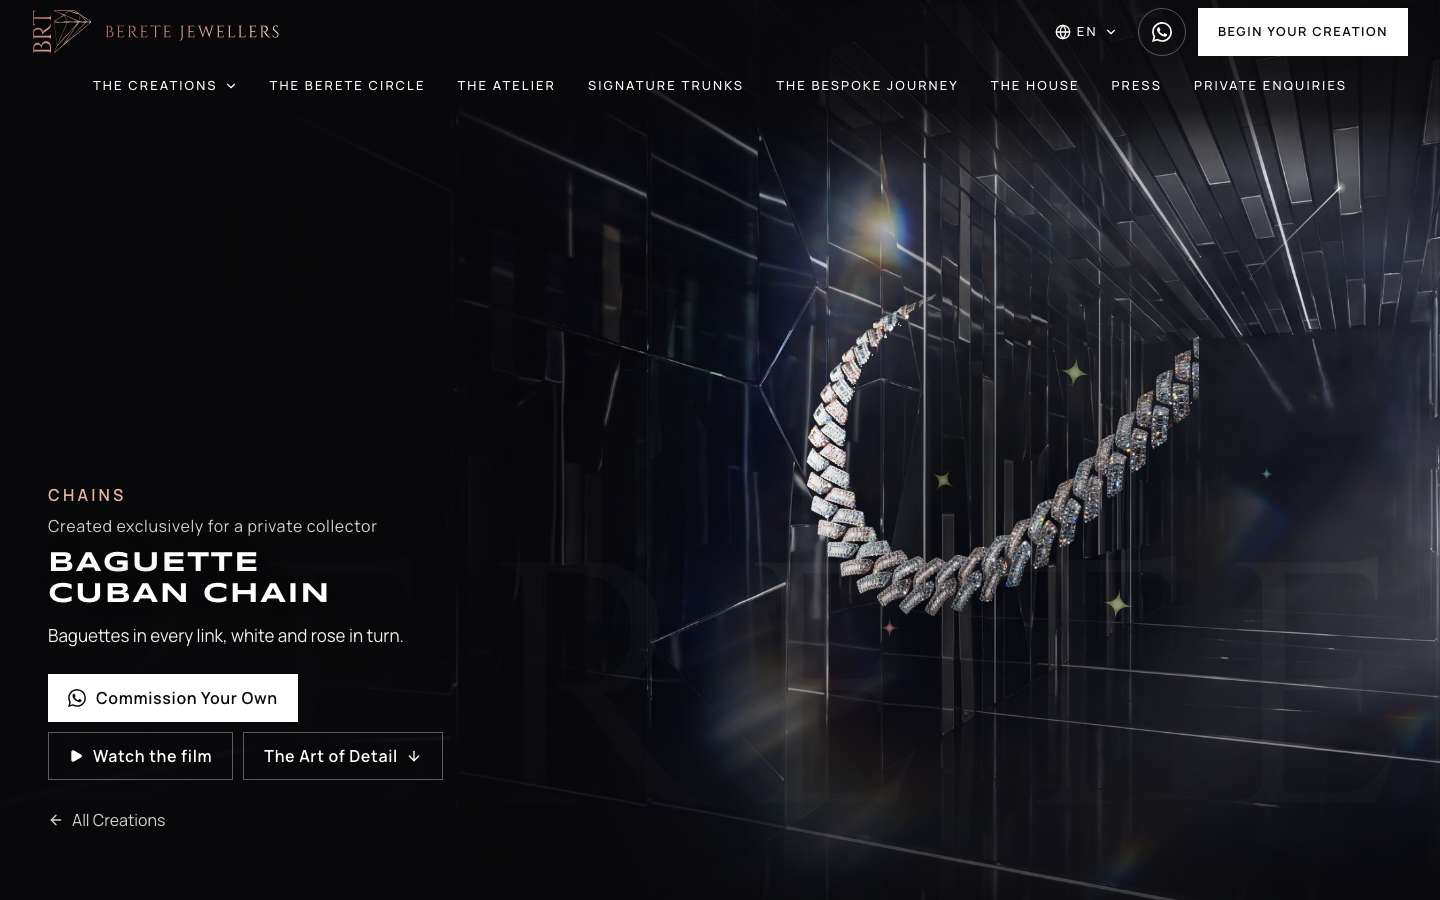 BRT
BERETE JEWELLERS
EN
BEGIN YOUR CREATION
THE CREATIONS
THE BERETE CIRCLE
THE ATELIER
SIGNATURE TRUNKS
THE BESPOKE JOURNEY
THE HOUSE
PRESS
PRIVATE ENQUIRIES
CHAINS
Created exclusively for a private collector
BAGUETTE
CUBAN CHAIN
Baguettes in every link, white and rose in turn.
Commission Your Own
Watch the film
The Art of Detail
All Creations